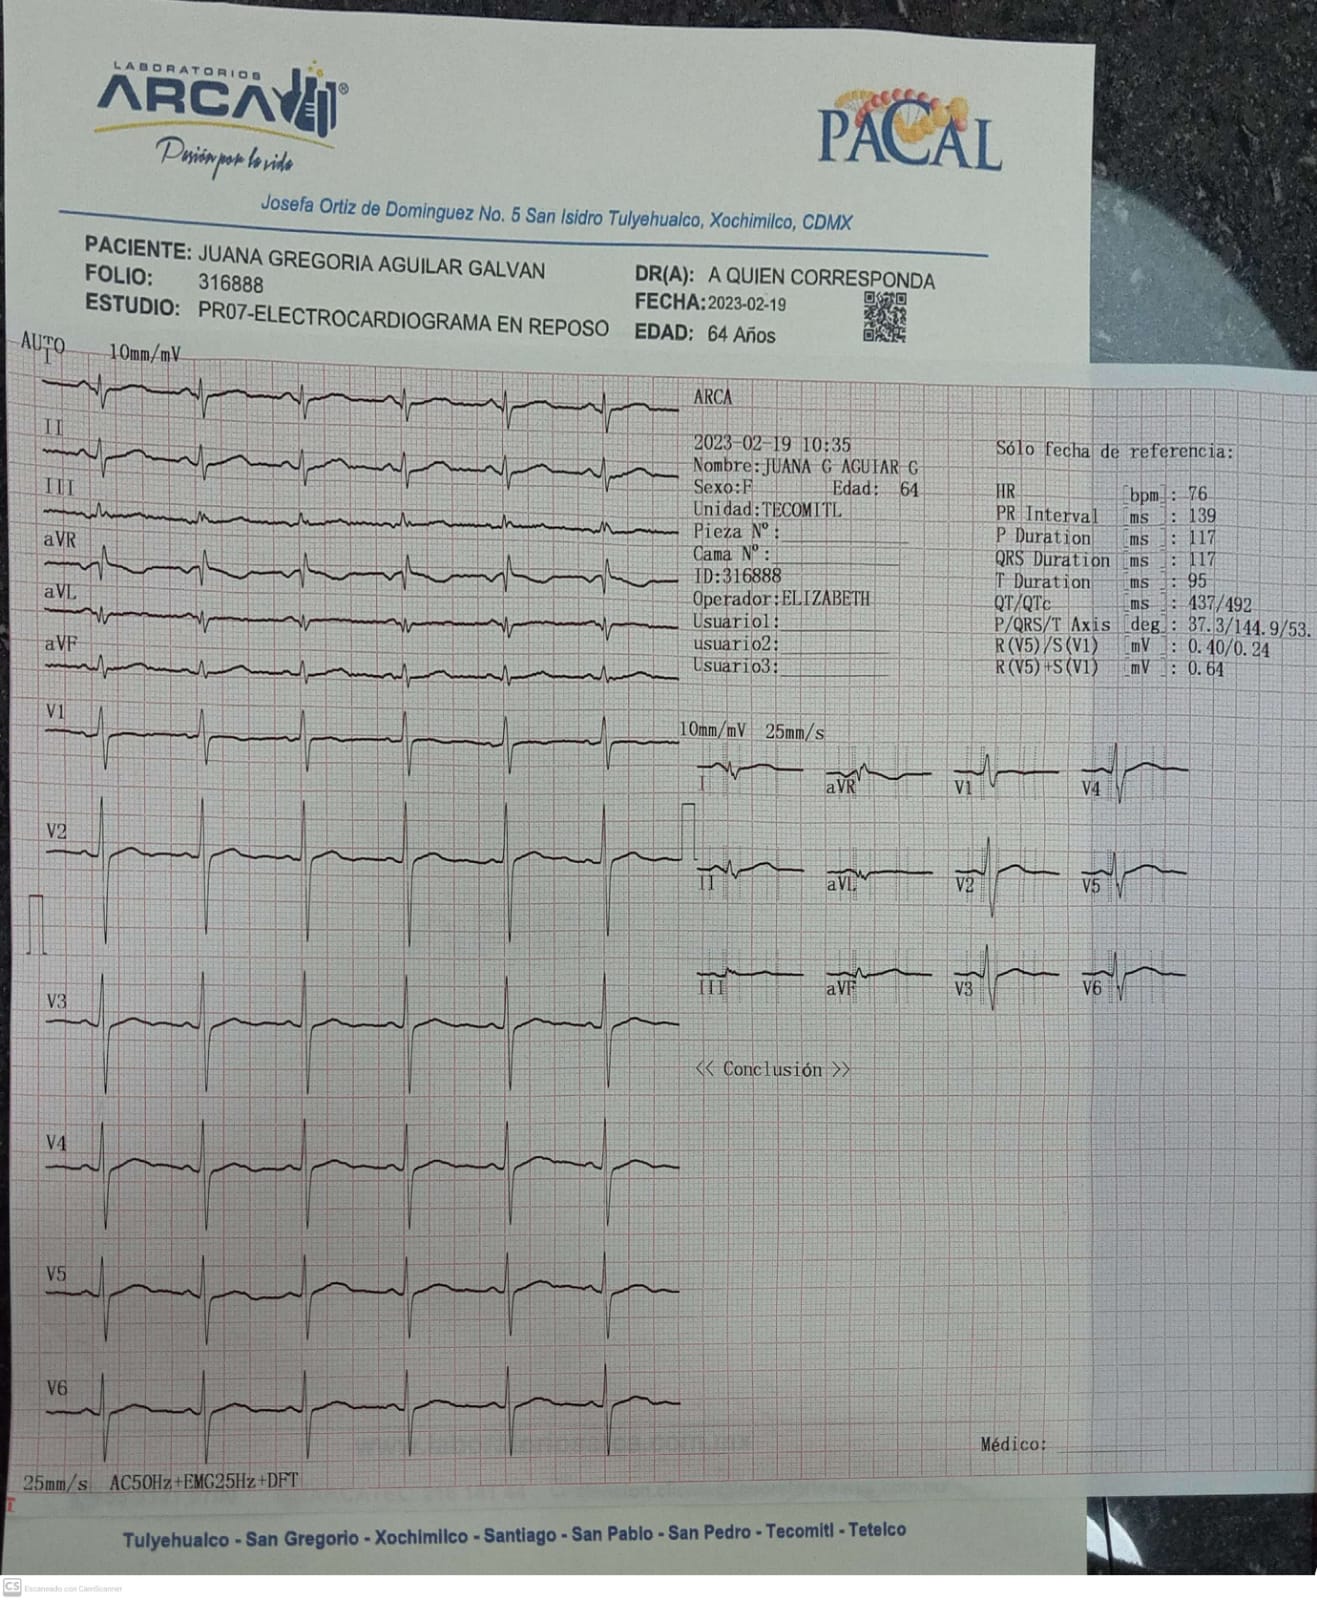 LABORATORIOS
ARCA®
Pasión por la vida
PACAL
Josefa Ortiz de Dominguez No. 5 San Isidro Tulyehualco, Xochimilco, CDMX
PACIENTE: JUANA GREGORIA AGUILAR GALVAN
FOLIO: 316888
ESTUDIO: PR07-ELECTROCARDIOGRAMA EN REPOSO
DR(A): A QUIEN CORRESPONDA
FECHA: 2023-02-19
EDAD: 64 Años
AUTO 10mm/mV
I
II
III
aVR
aVL
aVF
V1
V2
V3
V4
V5
V6
25mm/s AC50Hz+EMG25Hz+DFT
ARCA
2023-02-19 10:35
Nombre:JUANA G AGUIAR G
Sexo:F Edad: 64
Unidad:TECOMITL
Pieza Nº:
Cama Nº:
ID:316888
Operador:ELIZABETH
Usuario1:
usuario2:
Usuario3:
Sólo fecha de referencia:
HR [bpm]: 76
PR Interval [ms ]: 139
P Duration [ms ]: 117
QRS Duration [ms ]: 117
T Duration [ms ]: 95
QT/QTc [ms ]: 437/492
P/QRS/T Axis [deg]: 37.3/144.9/53.
R(V5)/S(V1) [mV ]: 0.40/0.24
R(V5)+S(V1) [mV ]: 0.64
10mm/mV 25mm/s
I aVR V1 V4
II aVL V2 V5
III aVF V3 V6
<< Conclusión >>
Médico:
Tulyehualco - San Gregorio - Xochimilco - Santiago - San Pablo - San Pedro - Tecomitl - Tetelco
CS Escaneado con CamScanner